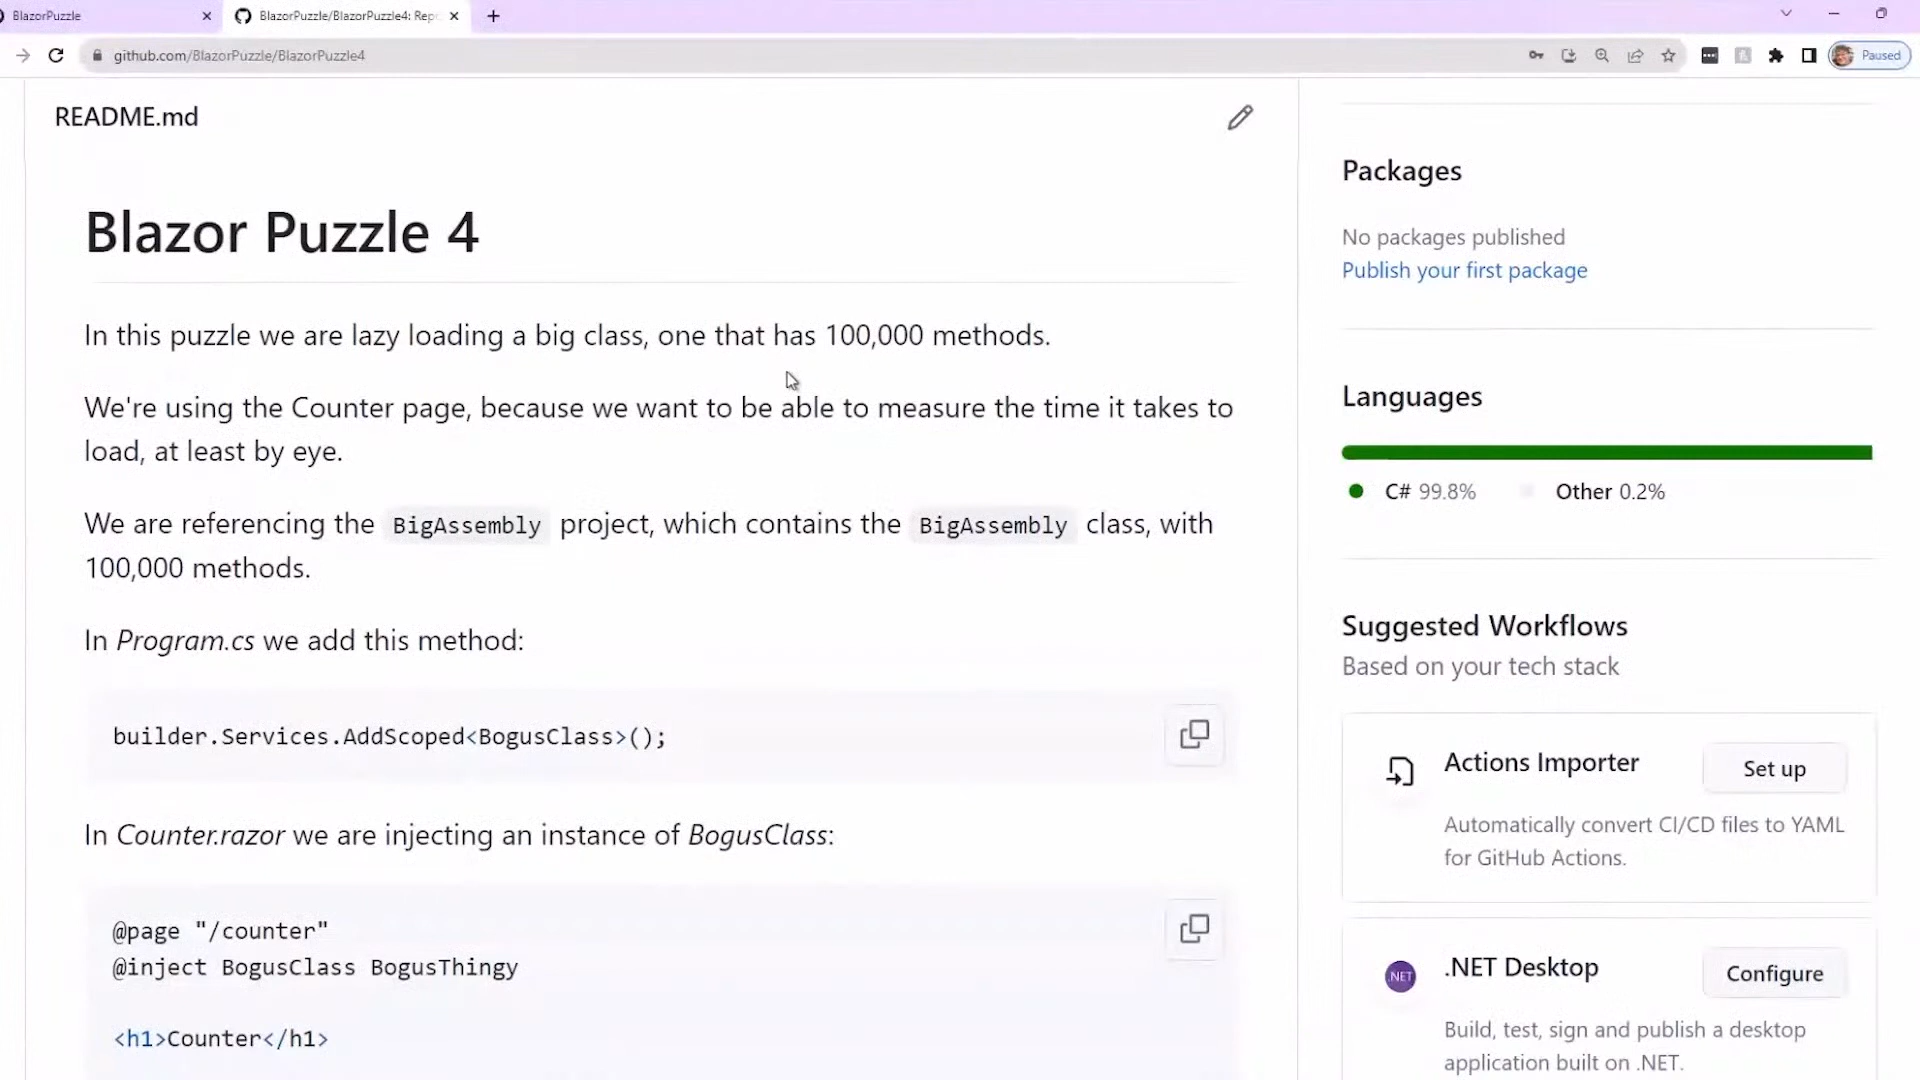 BlazorPuzzle
BlazorPuzzle/BlazorPuzzle4: Rep
github.com/BlazorPuzzle/BlazorPuzzle4
Paused
README.md
Blazor Puzzle 4
In this puzzle we are lazy loading a big class, one that has 100,000 methods.
We're using the Counter page, because we want to be able to measure the time it takes to
load, at least by eye.
We are referencing the BigAssembly project, which contains the BigAssembly class, with
100,000 methods.
In Program.cs we add this method:
builder.Services.AddScoped<BogusClass>();
In Counter.razor we are injecting an instance of BogusClass:
@page "/counter"
@inject BogusClass BogusThingy
<h1>Counter</h1>
Packages
No packages published
Publish your first package
Languages
C# 99.8%
Other 0.2%
Suggested Workflows
Based on your tech stack
Actions Importer
Set up
Automatically convert CI/CD files to YAML
for GitHub Actions.
.NET
.NET Desktop
Configure
Build, test, sign and publish a desktop
application built on .NET.